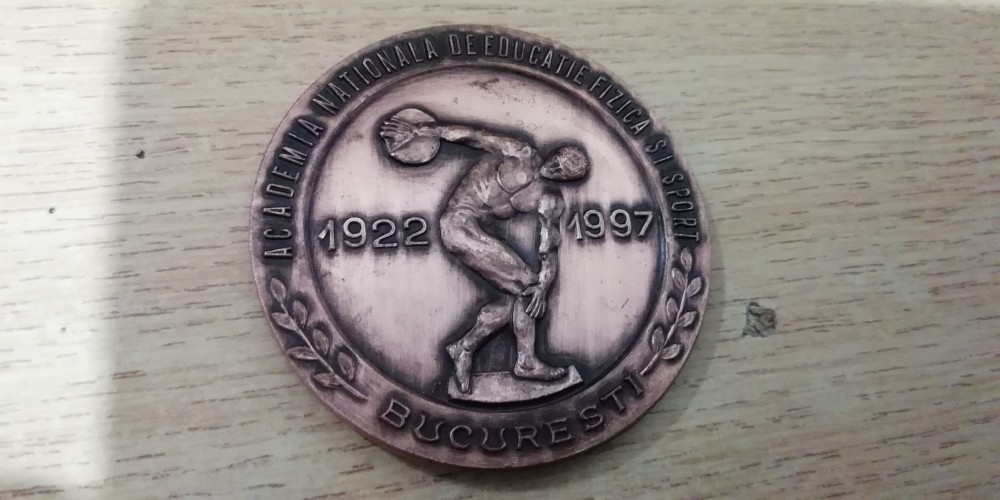 ACADEMIA NATIONALA DE EDUCATIE FIZICA SI SPORT
1922 1997
BUCURESTI